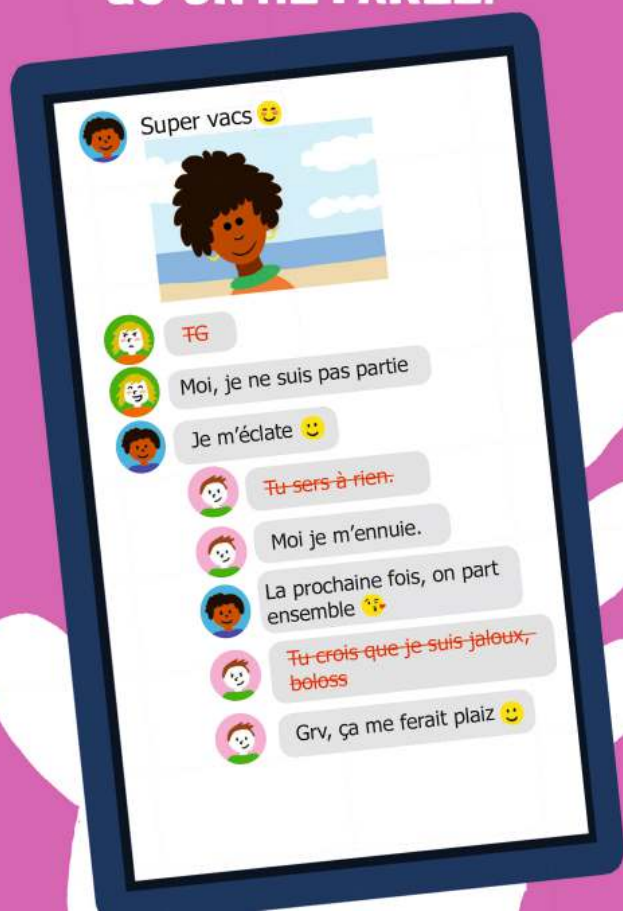 Super vacs 😊
TG
Moi, je ne suis pas partie
Je m'éclate 🙂
Tu sers à rien.
Moi je m'ennuie.
La prochaine fois, on part
ensemble 😘
Tu crois que je suis jaloux,
boloss
Grv, ça me ferait plaiz 🙂